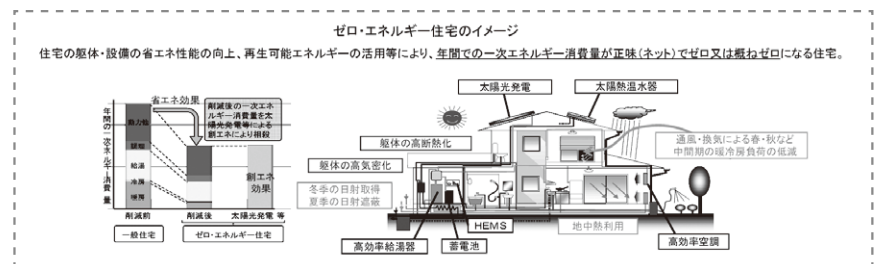 ゼロ・エネルギー住宅のイメージ
住宅の躯体・設備の省エネ性能の向上、再生可能エネルギーの活用等により、年間での一次エネルギー消費量が正味(ネット)でゼロ又は概ねゼロになる住宅。
年間の一次エネルギー消費量
省エネ効果
削減後の一次エネ
ルギー消費量を太
陽光発電等による
創エネにより相殺
照明
給湯
冷房
暖房
創エネ
効果
削減前
削減後
太陽光発電 等
一般住宅
ゼロ・エネルギー住宅
太陽光発電
太陽熱温水器
躯体の高断熱化
躯体の高気密化
冬季の日射取得
夏季の日射遮蔽
通風・換気による春・秋など
中間期の暖冷房負荷の低減
HEMS
地中熱利用
高効率給湯器
蓄電池
高効率空調